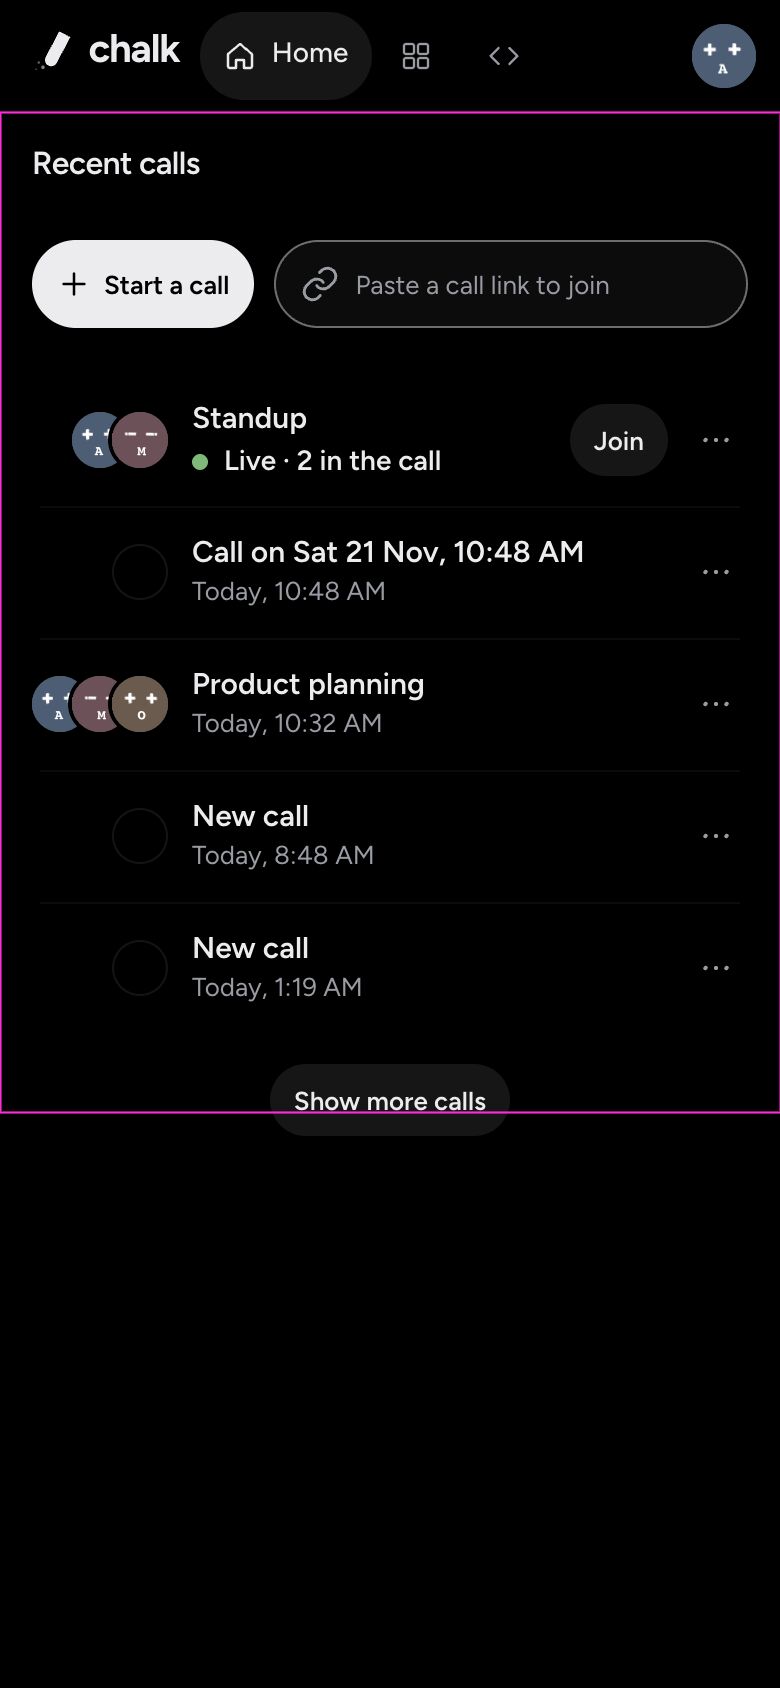 chalk
Home
A
Recent calls
Start a call
Paste a call link to join
A M
Standup
Live · 2 in the call
Join
Call on Sat 21 Nov, 10:48 AM
Today, 10:48 AM
A M O
Product planning
Today, 10:32 AM
New call
Today, 8:48 AM
New call
Today, 1:19 AM
Show more calls